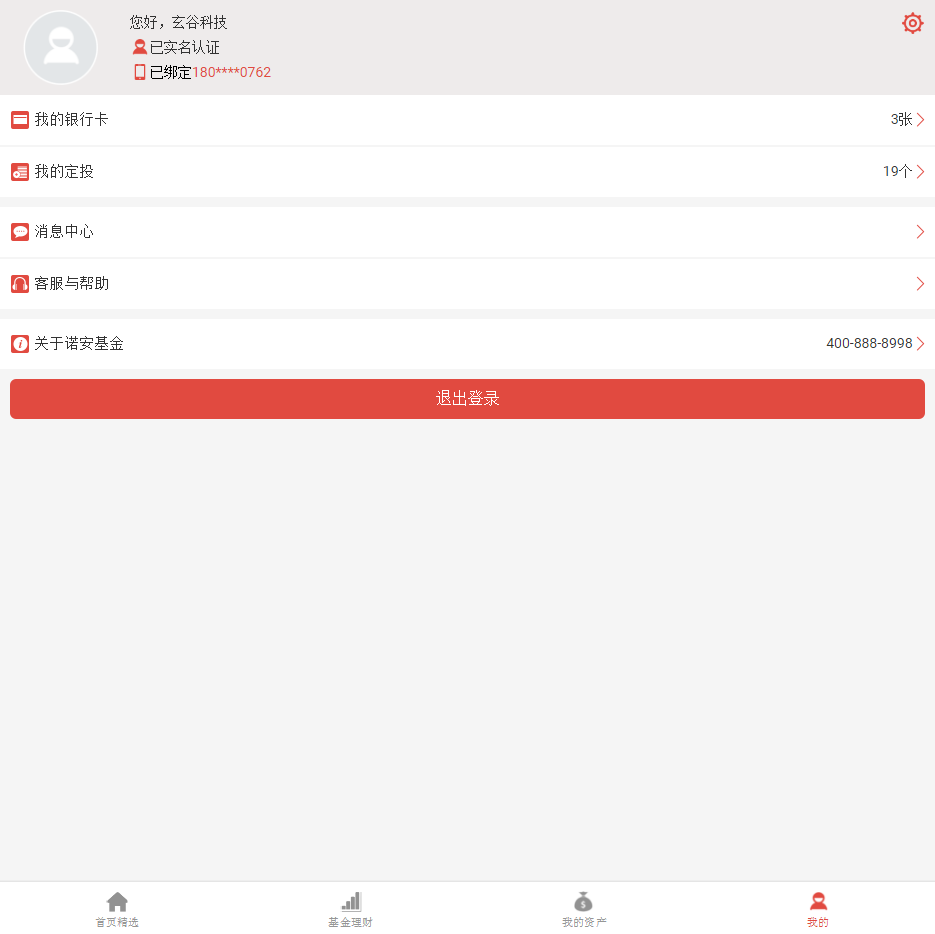 您好，玄谷科技
已实名认证
已绑定180****0762
我的银行卡 3张
我的定投 19个
消息中心
客服与帮助
关于诺安基金 400-888-8998
退出登录
首页精选 基金理财 我的资产 我的